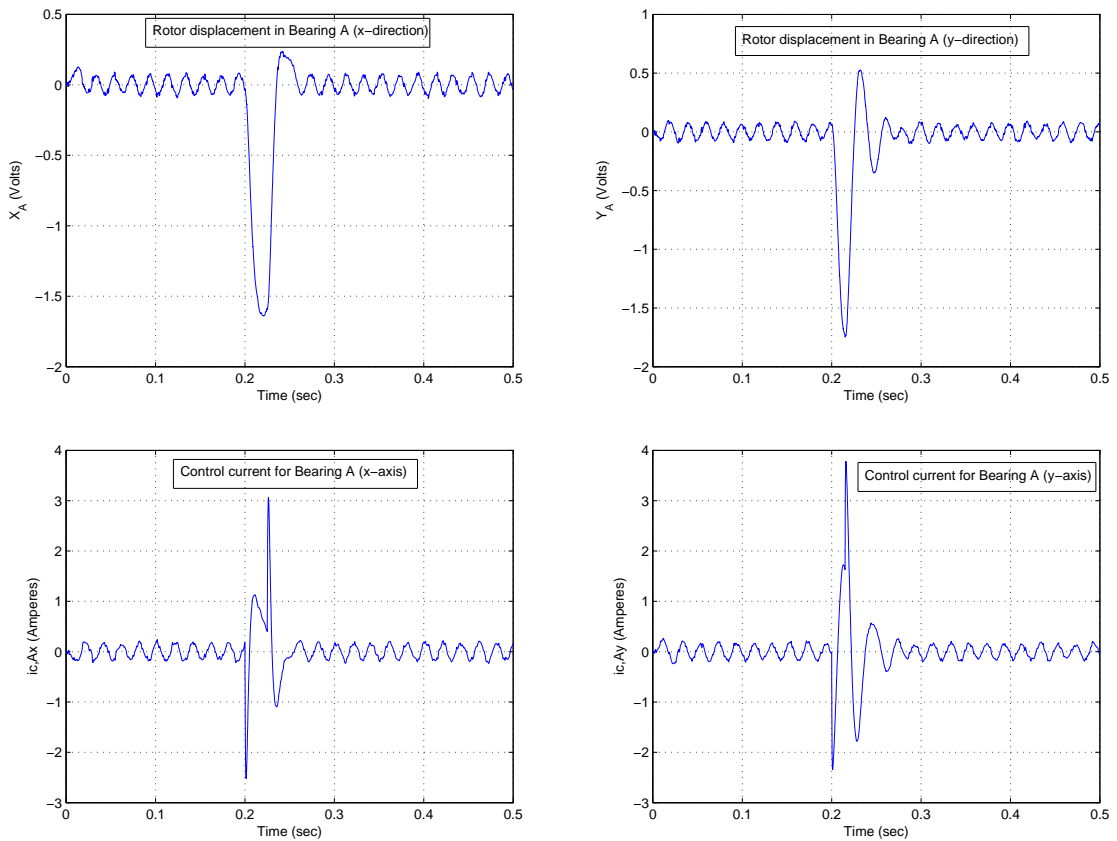 Rotor displacement in Bearing A (x−direction)
0.5
0
−0.5
−1
−1.5
−2
X_A (Volts)
0 0.1 0.2 0.3 0.4 0.5
Time (sec)
Rotor displacement in Bearing A (y−direction)
1
0.5
0
−0.5
−1
−1.5
−2
Y_A (Volts)
0 0.1 0.2 0.3 0.4 0.5
Time (sec)
Control current for Bearing A (x−axis)
4
3
2
1
0
−1
−2
−3
ic,Ax (Amperes)
0 0.1 0.2 0.3 0.4 0.5
Time (sec)
Control current for Bearing A (y−axis)
4
3
2
1
0
−1
−2
−3
ic,Ay (Amperes)
0 0.1 0.2 0.3 0.4 0.5
Time (sec)